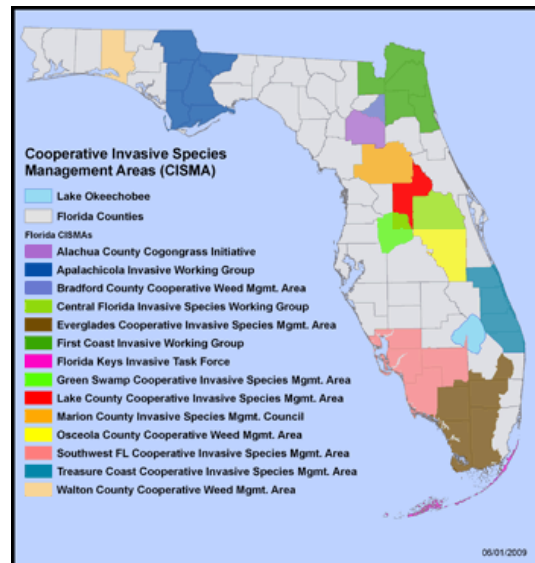 Cooperative Invasive Species
Management Areas (CISMA)
Lake Okeechobee
Florida Counties
Florida CISMAs
Alachua County Cogongrass Initiative
Apalachicola Invasive Working Group
Bradford County Cooperative Weed Mgmt. Area
Central Florida Invasive Species Working Group
Everglades Cooperative Invasive Species Mgmt. Area
First Coast Invasive Working Group
Florida Keys Invasive Task Force
Green Swamp Cooperative Invasive Species Mgmt. Area
Lake County Cooperative Invasive Species Mgmt. Area
Marion County Invasive Species Mgmt. Council
Osceola County Cooperative Weed Mgmt. Area
Southwest FL Cooperative Invasive Species Mgmt. Area
Treasure Coast Cooperative Invasive Species Mgmt. Area
Walton County Cooperative Weed Mgmt. Area
06/01/2009